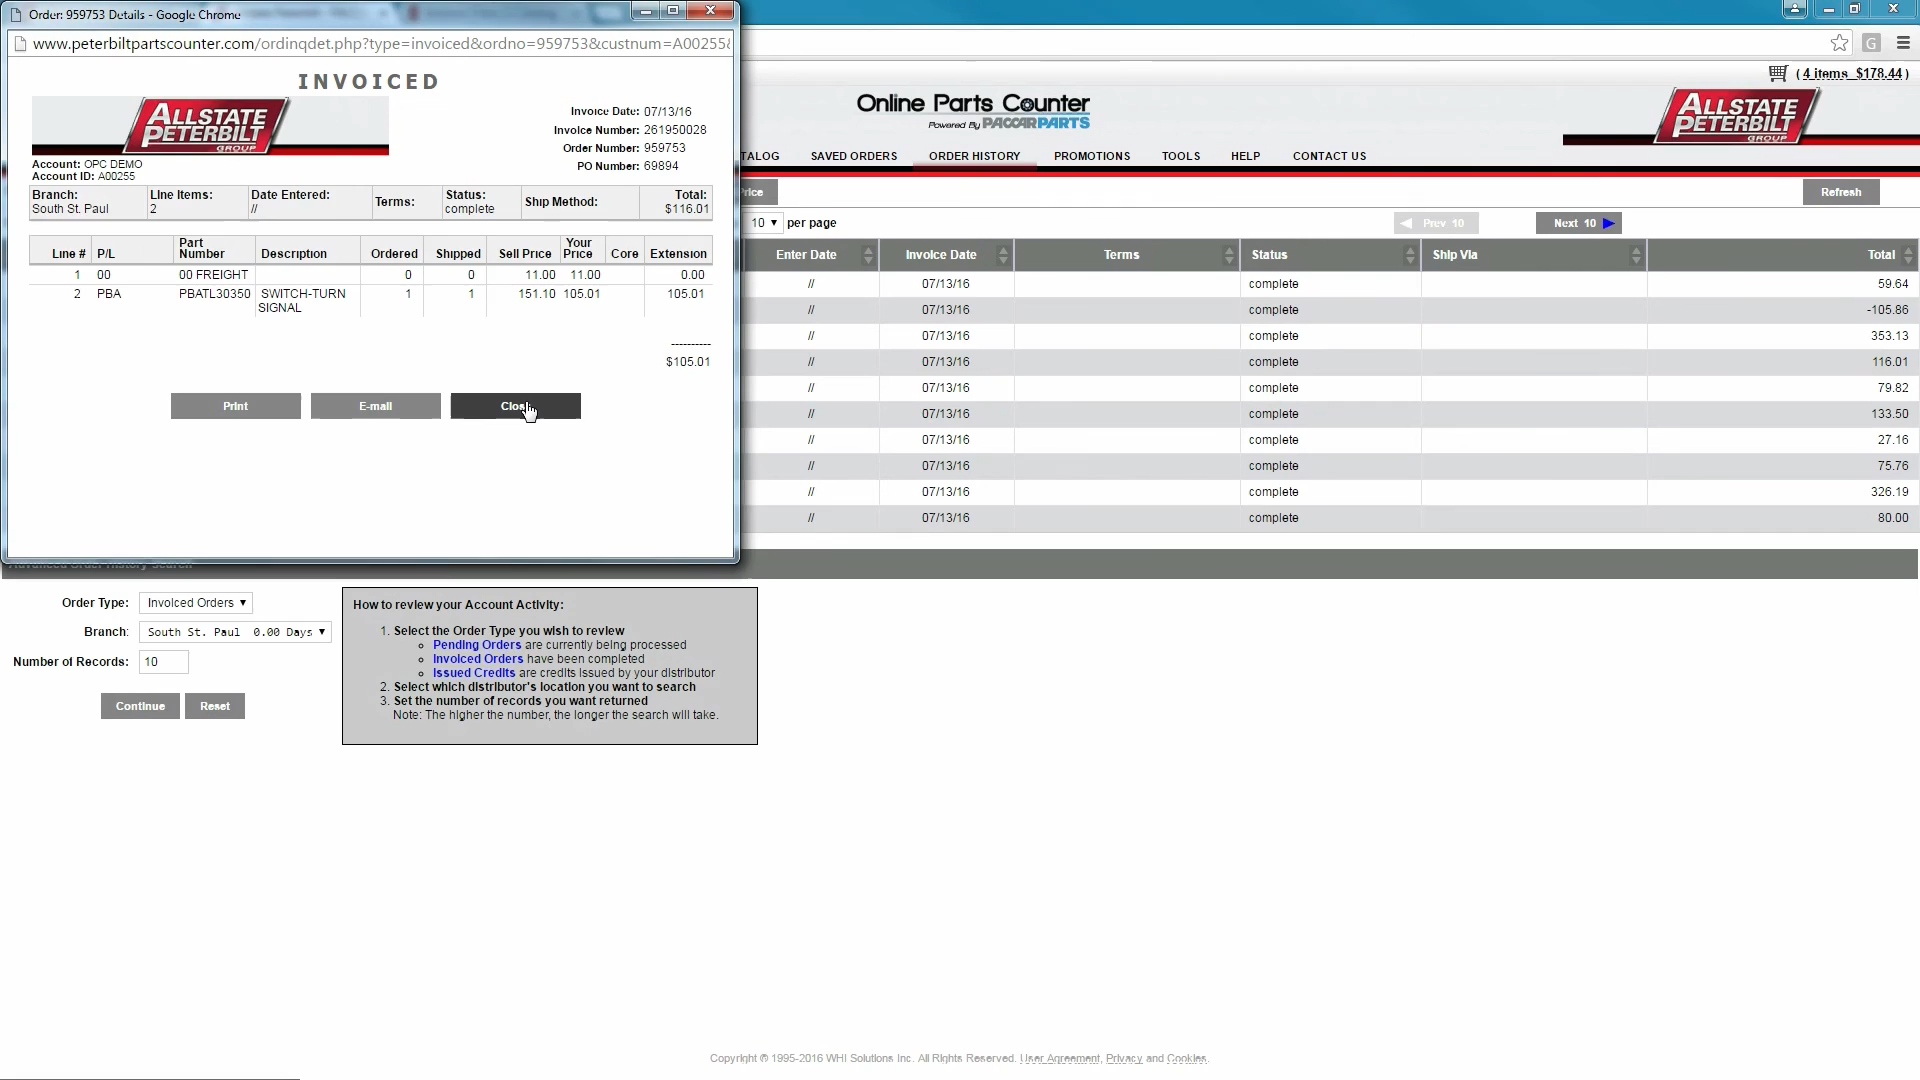 Order: 959753 Details - Google Chrome
www.peterbiltpartscounter.com/ordinqdet.php?type=invoiced&ordno=959753&custnum=A00255&
INVOICED
ALLSTATE
PETERBILT
GROUP
Invoice Date: 07/13/16
Invoice Number: 261950028
Order Number: 959753
PO Number: 69894
Account: OPC DEMO
Account ID: A00255
Branch: Line Items: Date Entered: Terms: Status: Ship Method: Total:
South St. Paul 2 // complete $116.01
Line # P/L Part Number Description Ordered Shipped Sell Price Your Price Core Extension
1 00 00 FREIGHT 0 0 11.00 11.00 0.00
2 PBA PBATL30350 SWITCH-TURN SIGNAL 1 1 151.10 105.01 105.01
----------
$105.01
Print E-mail Clos
( 4 items $178.44 )
Online Parts Counter
Powered By PACCARPARTS
ALLSTATE
PETERBILT
GROUP
TALOG SAVED ORDERS ORDER HISTORY PROMOTIONS TOOLS HELP CONTACT US
rice Refresh
10 per page Prev 10 Next 10
Enter Date Invoice Date Terms Status Ship Via Total
// 07/13/16 complete 59.64
// 07/13/16 complete -105.86
// 07/13/16 complete 353.13
// 07/13/16 complete 116.01
// 07/13/16 complete 79.82
// 07/13/16 complete 133.50
// 07/13/16 complete 27.16
// 07/13/16 complete 75.76
// 07/13/16 complete 326.19
// 07/13/16 complete 80.00
Advanced Order History Search
Order Type: Invoiced Orders
Branch: South St. Paul 0.00 Days
Number of Records: 10
Continue Reset
How to review your Account Activity:
1. Select the Order Type you wish to review
Pending Orders are currently being processed
Invoiced Orders have been completed
Issued Credits are credits issued by your distributor
2. Select which distributor's location you want to search
3. Set the number of records you want returned
Note: The higher the number, the longer the search will take.
Copyright ® 1995-2016 WHI Solutions Inc. All Rights Reserved. User Agreement, Privacy and Cookies.